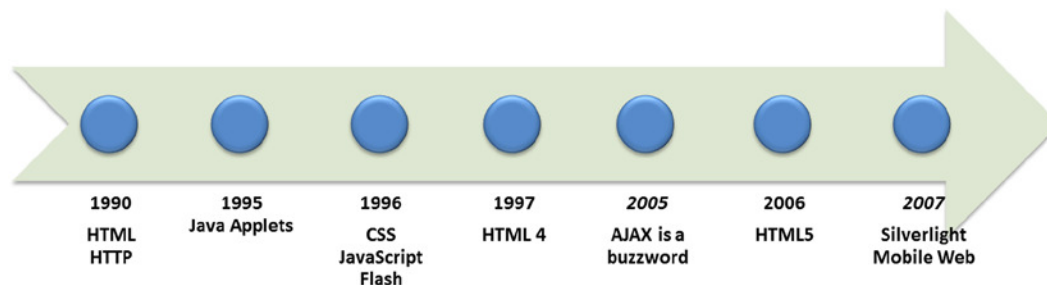 1990
HTML
HTTP
1995
Java Applets
1996
CSS
JavaScript
Flash
1997
HTML 4
2005
AJAX is a
buzzword
2006
HTML5
2007
Silverlight
Mobile Web